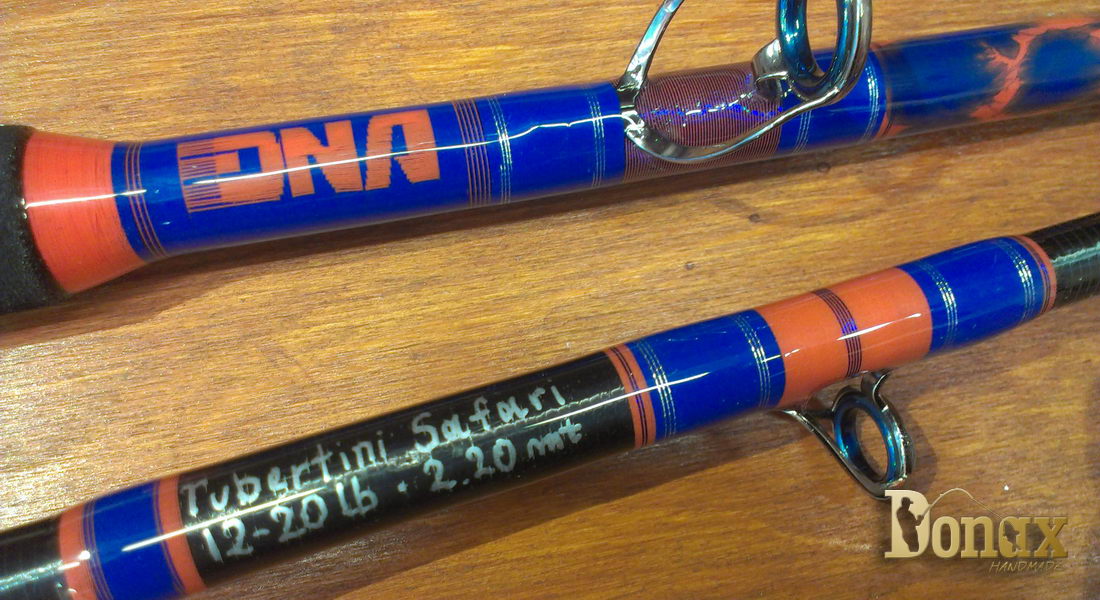 DNA
Tubertini Safari
12-20 lb . 2.20 mt
Donax
HANDMADE